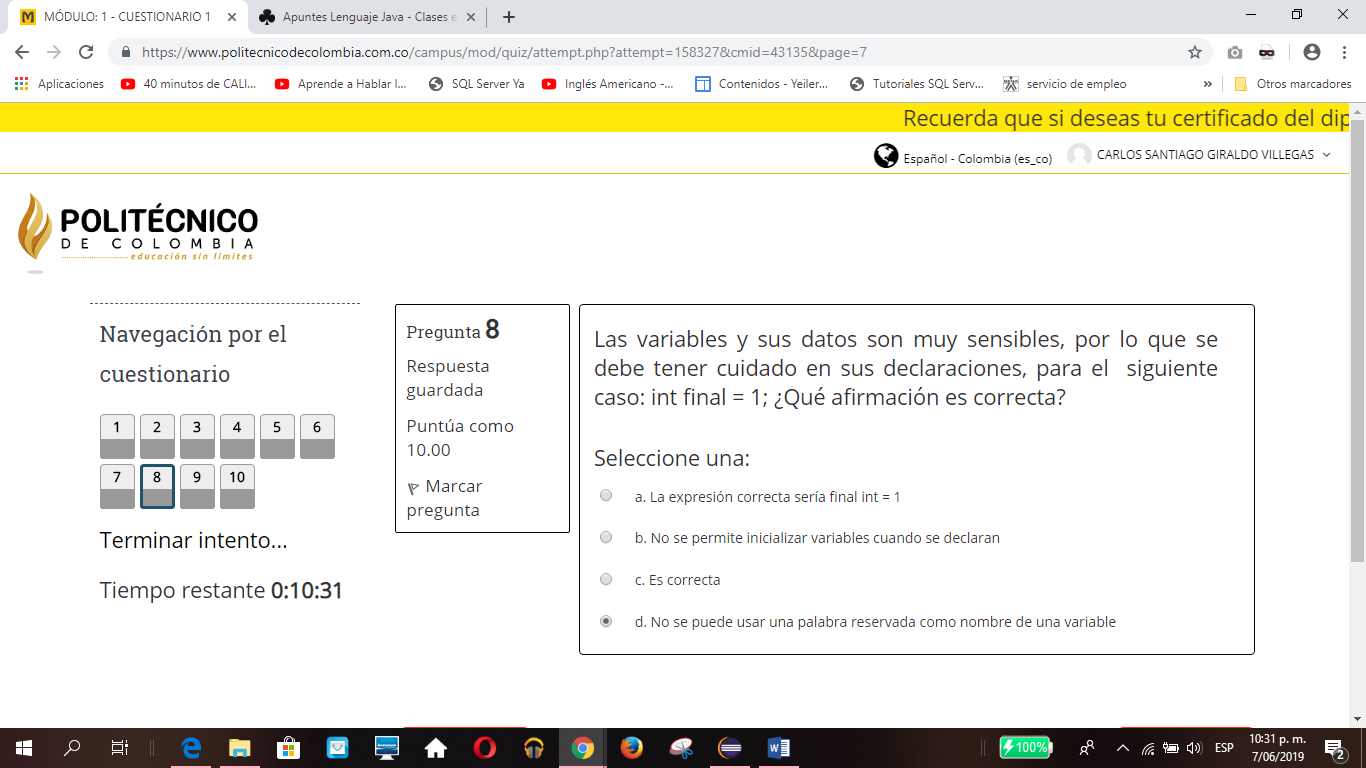 MÓDULO: 1 - CUESTIONARIO 1
Apuntes Lenguaje Java - Clases e
https://www.politecnicodecolombia.com.co/campus/mod/quiz/attempt.php?attempt=158327&cmid=43135&page=7
Aplicaciones
40 minutos de CALI...
Aprende a Hablar I...
SQL Server Ya
Inglés Americano -...
Contenidos - Yeiler...
Tutoriales SQL Serv...
servicio de empleo
»
Otros marcadores
Recuerda que si deseas tu certificado del dip
Español - Colombia (es_co)
CARLOS SANTIAGO GIRALDO VILLEGAS
POLITÉCNICO
DE COLOMBIA
educación sin límites
Navegación por el
cuestionario
1 2 3 4 5 6
7 8 9 10
Terminar intento...
Tiempo restante 0:10:31
Pregunta 8
Respuesta
guardada
Puntúa como
10.00
Marcar
pregunta
Las variables y sus datos son muy sensibles, por lo que se
debe tener cuidado en sus declaraciones, para el siguiente
caso: int final = 1; ¿Qué afirmación es correcta?
Seleccione una:
a. La expresión correcta sería final int = 1
b. No se permite inicializar variables cuando se declaran
c. Es correcta
d. No se puede usar una palabra reservada como nombre de una variable
100%
ESP
10:31 p. m.
7/06/2019
2